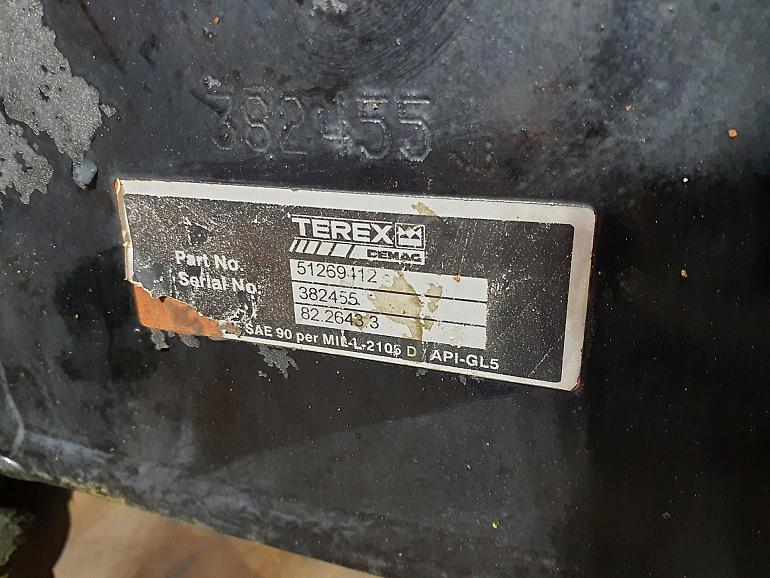 382455
TEREX
DEMAG
Part No. 51269412
Serial No. 382455
82.2643.3
SAE 90 per MIL-L-2105 D / API-GL5